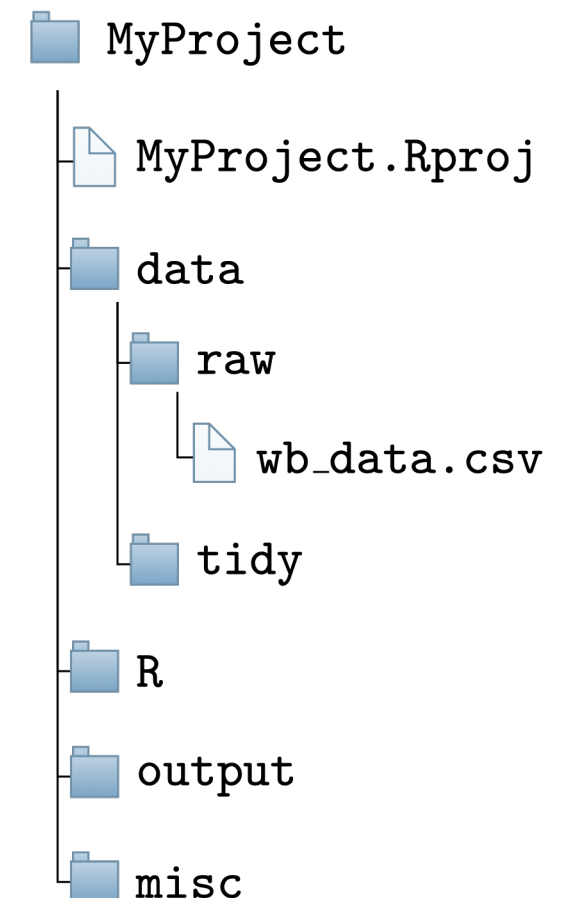 MyProject
MyProject.Rproj
data
raw
wb_data.csv
tidy
R
output
misc